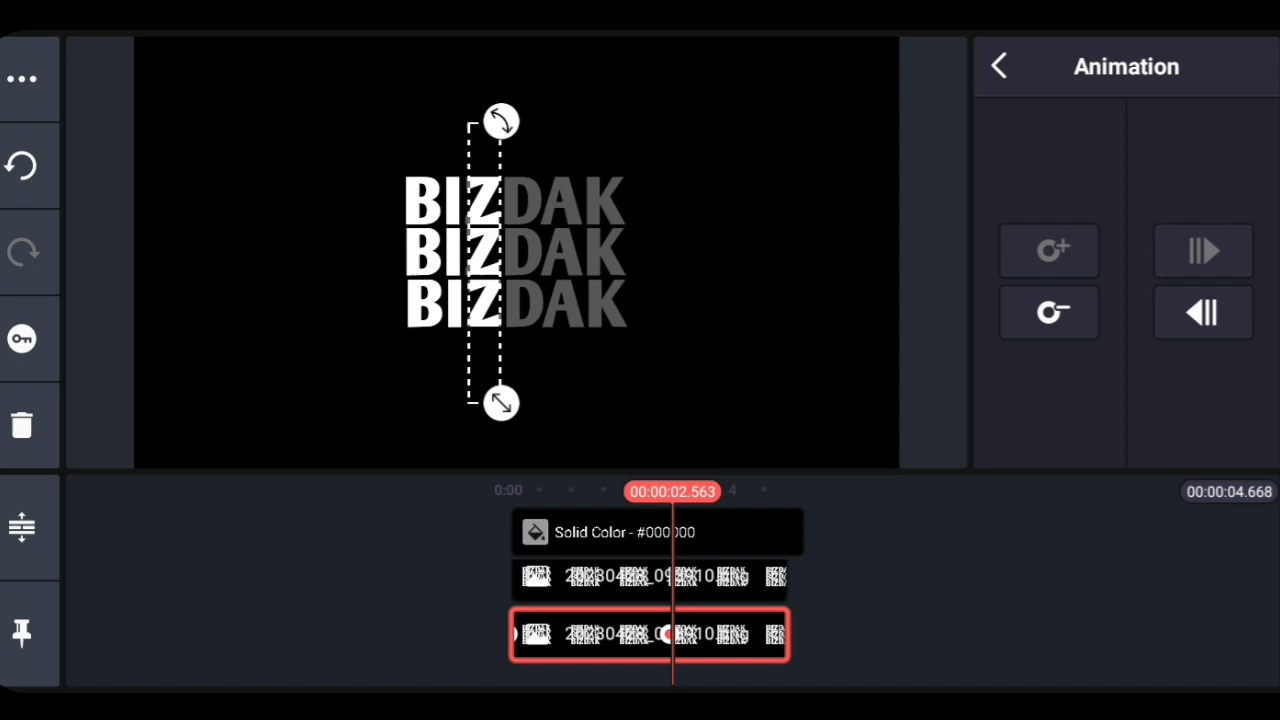 Animation
BIZDAK
BIZDAK
BIZDAK
0:00
00:00:02.563
4
00:00:04.668
Solid Color - #000000